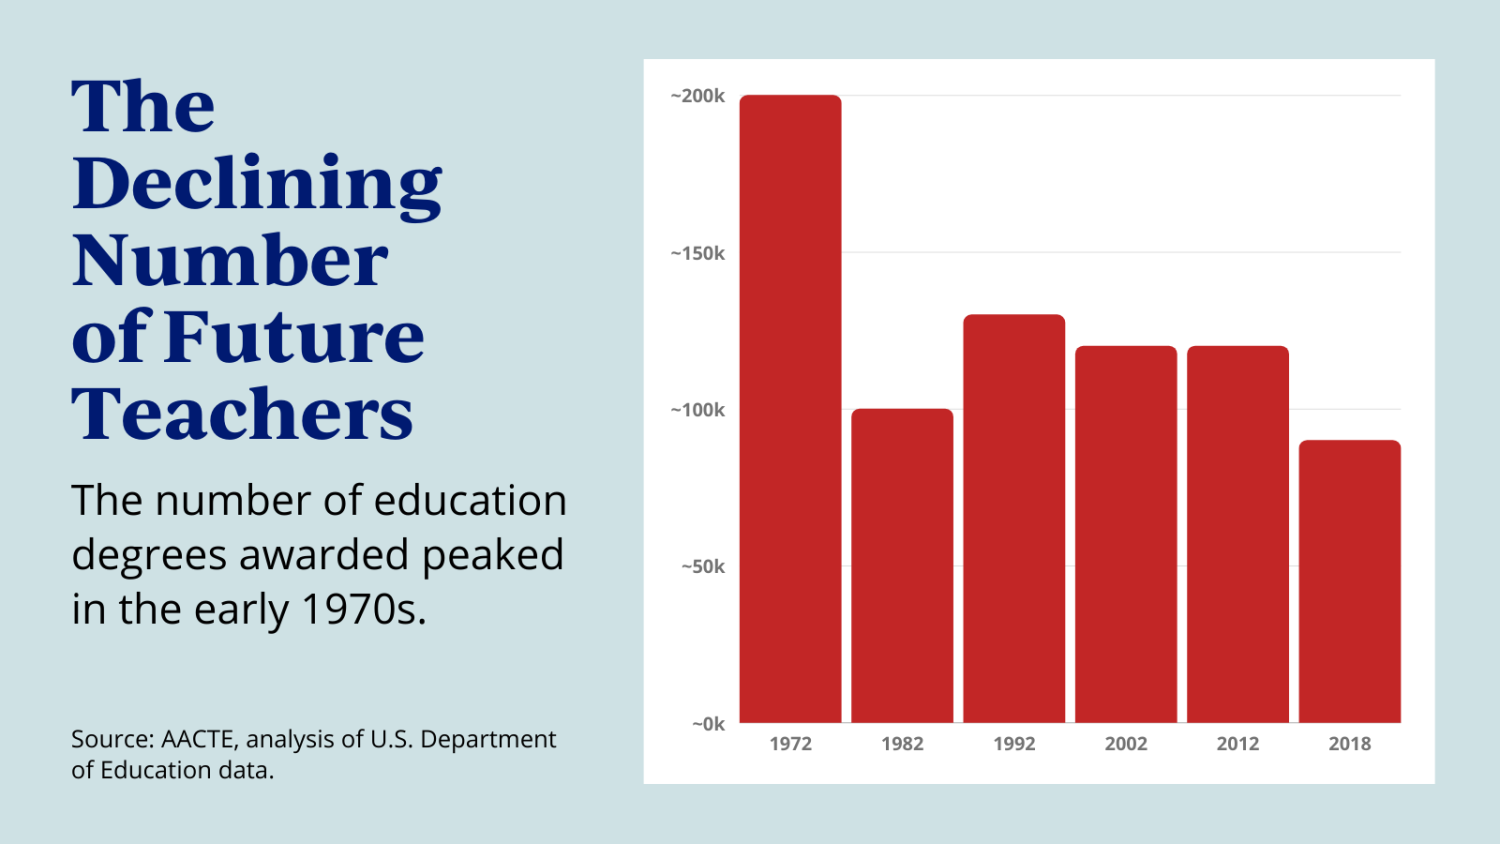 The
Declining
Number
of Future
Teachers
The number of education
degrees awarded peaked
in the early 1970s.
Source: AACTE, analysis of U.S. Department
of Education data.
~200k
~150k
~100k
~50k
~0k
1972 1982 1992 2002 2012 2018